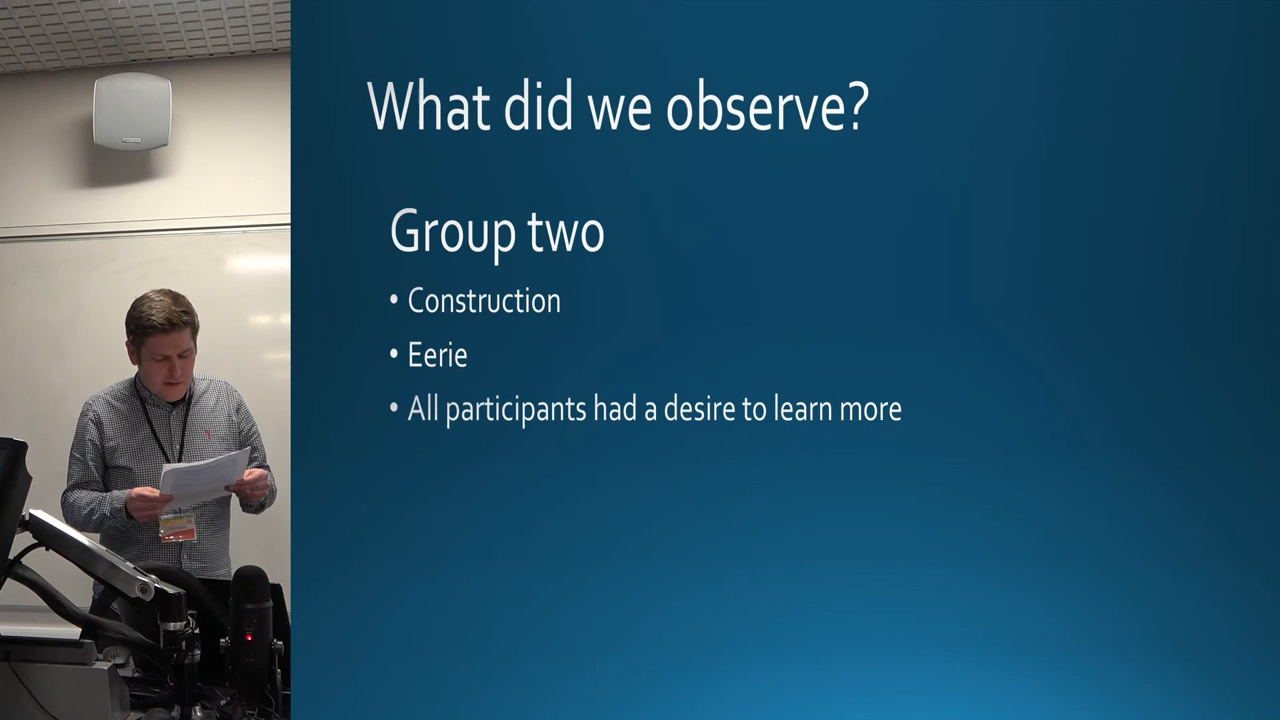 What did we observe?
Group two
• Construction
• Eerie
• All participants had a desire to learn more